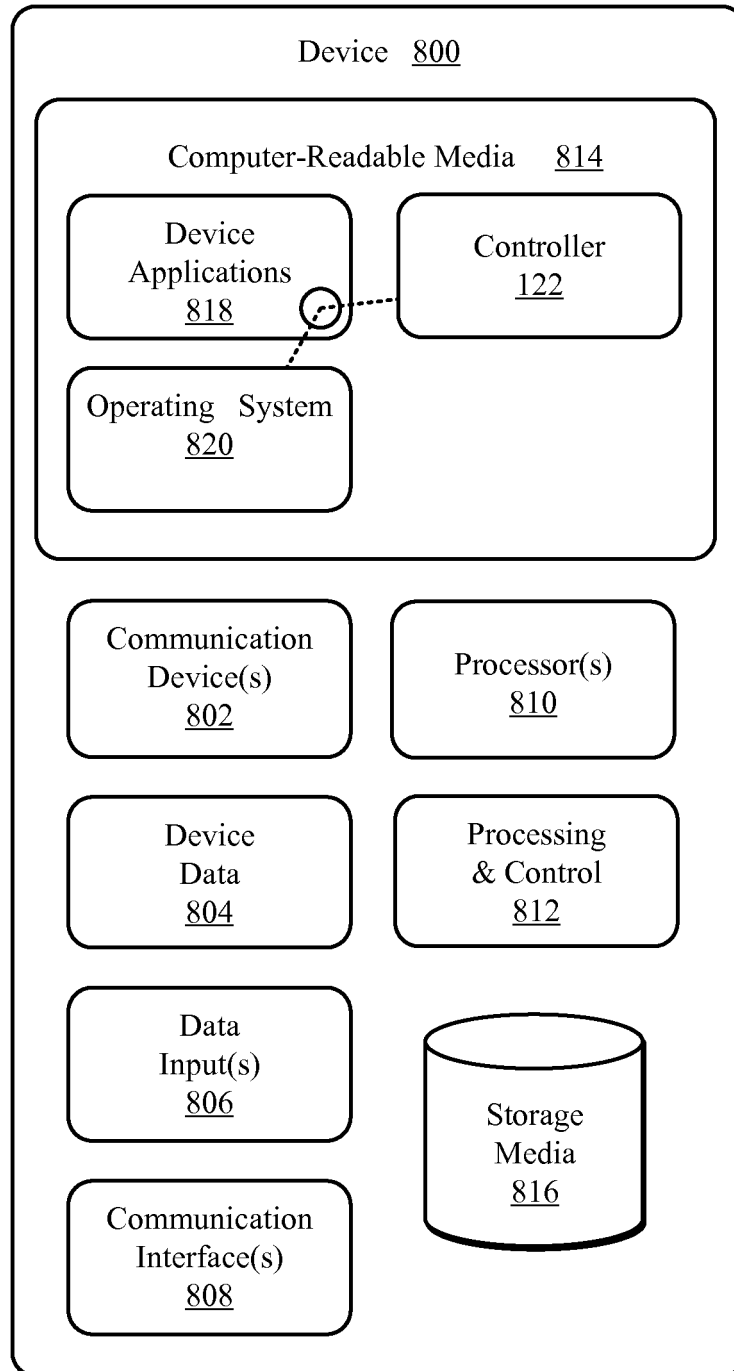 Device 800
Computer-Readable Media 814
Device
Applications
818
Controller
122
Operating System
820
Communication
Device(s)
802
Processor(s)
810
Device
Data
804
Processing
& Control
812
Data
Input(s)
806
Storage
Media
816
Communication
Interface(s)
808